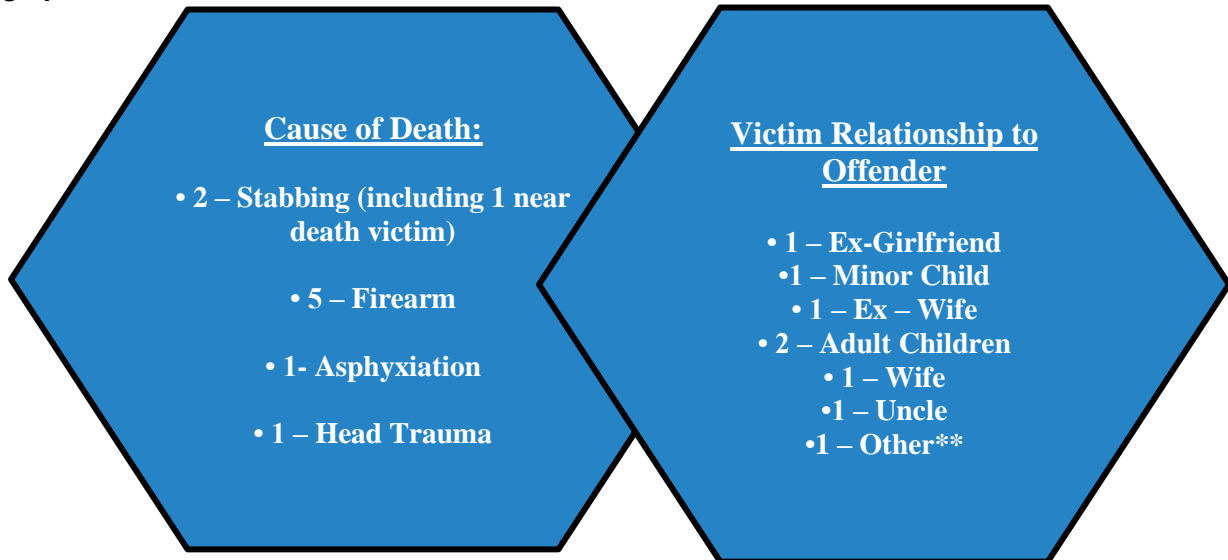 Cause of Death:
• 2 – Stabbing (including 1 near
death victim)
• 5 – Firearm
• 1- Asphyxiation
• 1 – Head Trauma
Victim Relationship to
Offender
• 1 – Ex-Girlfriend
•1 – Minor Child
• 1 – Ex – Wife
• 2 – Adult Children
• 1 – Wife
•1 – Uncle
•1 – Other**